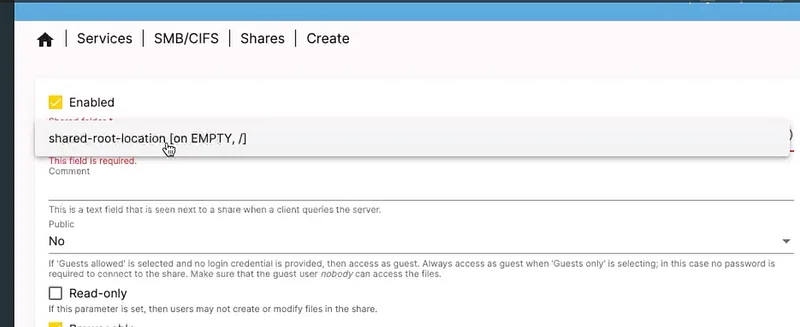 Services | SMB/CIFS | Shares | Create
Enabled
shared-root-location [on EMPTY, /]
This field is required.
Comment
This is a text field that is seen next to a share when a client queries the server.
Public
No
If 'Guests allowed' is selected and no login credential is provided, then access as guest. Always access as guest when 'Guests only' is selecting; in this case no password is
required to connect to the share. Make sure that the guest user nobody can access the files.
Read-only
If this parameter is set, then users may not create or modify files in the share.